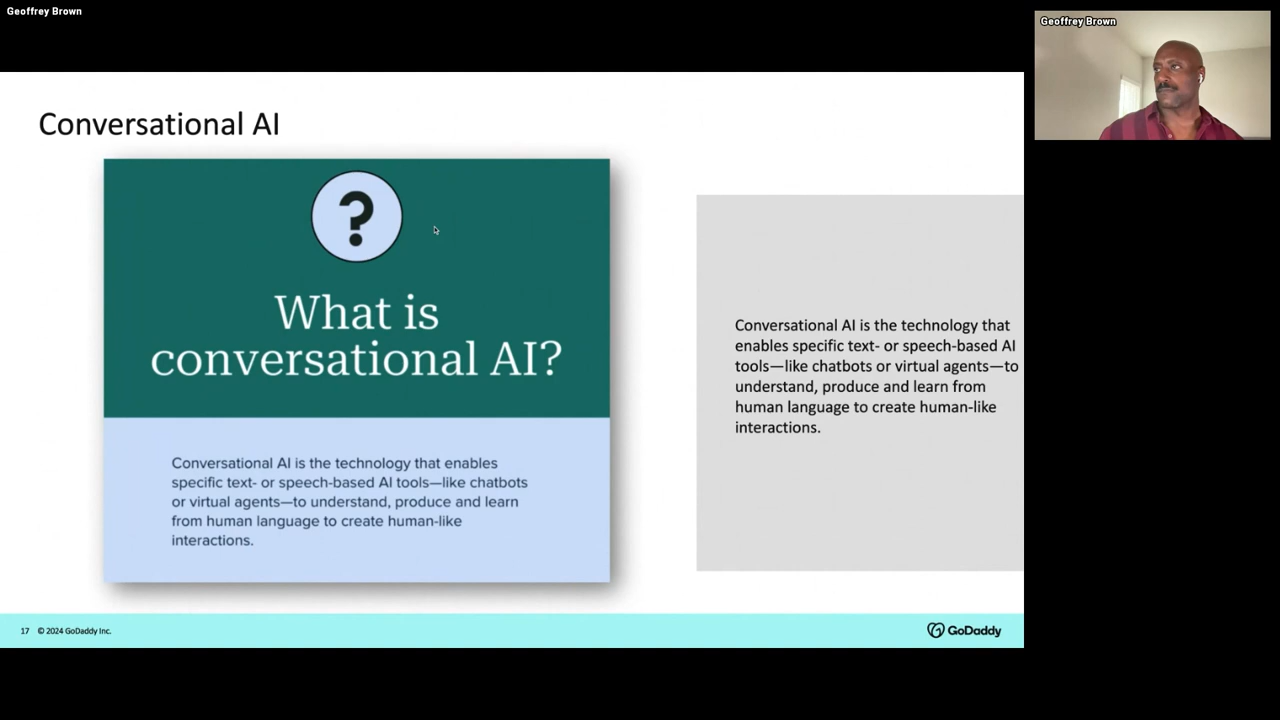 Geoffrey Brown
Geoffrey Brown
Conversational AI
?
What is
conversational AI?
Conversational AI is the technology that enables
specific text- or speech-based AI tools—like chatbots
or virtual agents—to understand, produce and learn
from human language to create human-like
interactions.
Conversational AI is the technology that
enables specific text- or speech-based AI
tools—like chatbots or virtual agents—to
understand, produce and learn from
human language to create human-like
interactions.
17 © 2024 GoDaddy Inc.
GoDaddy